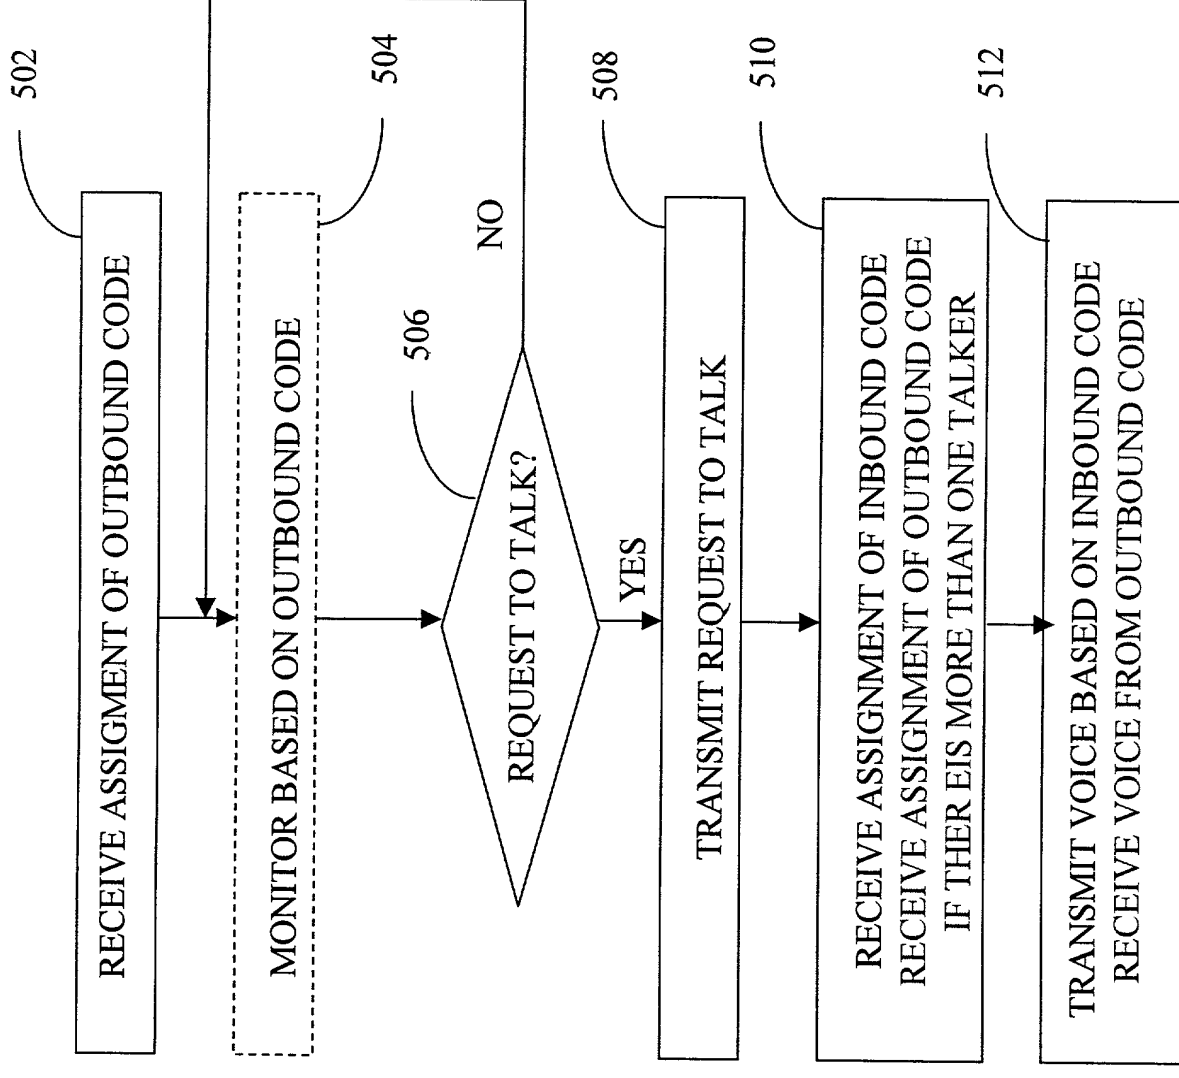 502
RECEIVE ASSIGMENT OF OUTBOUND CODE
504
MONITOR BASED ON OUTBOUND CODE
506
REQUEST TO TALK?
NO
YES
508
TRANSMIT REQUEST TO TALK
510
RECEIVE ASSIGNMENT OF INBOUND CODE
RECEIVE ASSIGNMENT OF OUTBOUND CODE
IF THER EIS MORE THAN ONE TALKER
512
TRANSMIT VOICE BASED ON INBOUND CODE
RECEIVE VOICE FROM OUTBOUND CODE